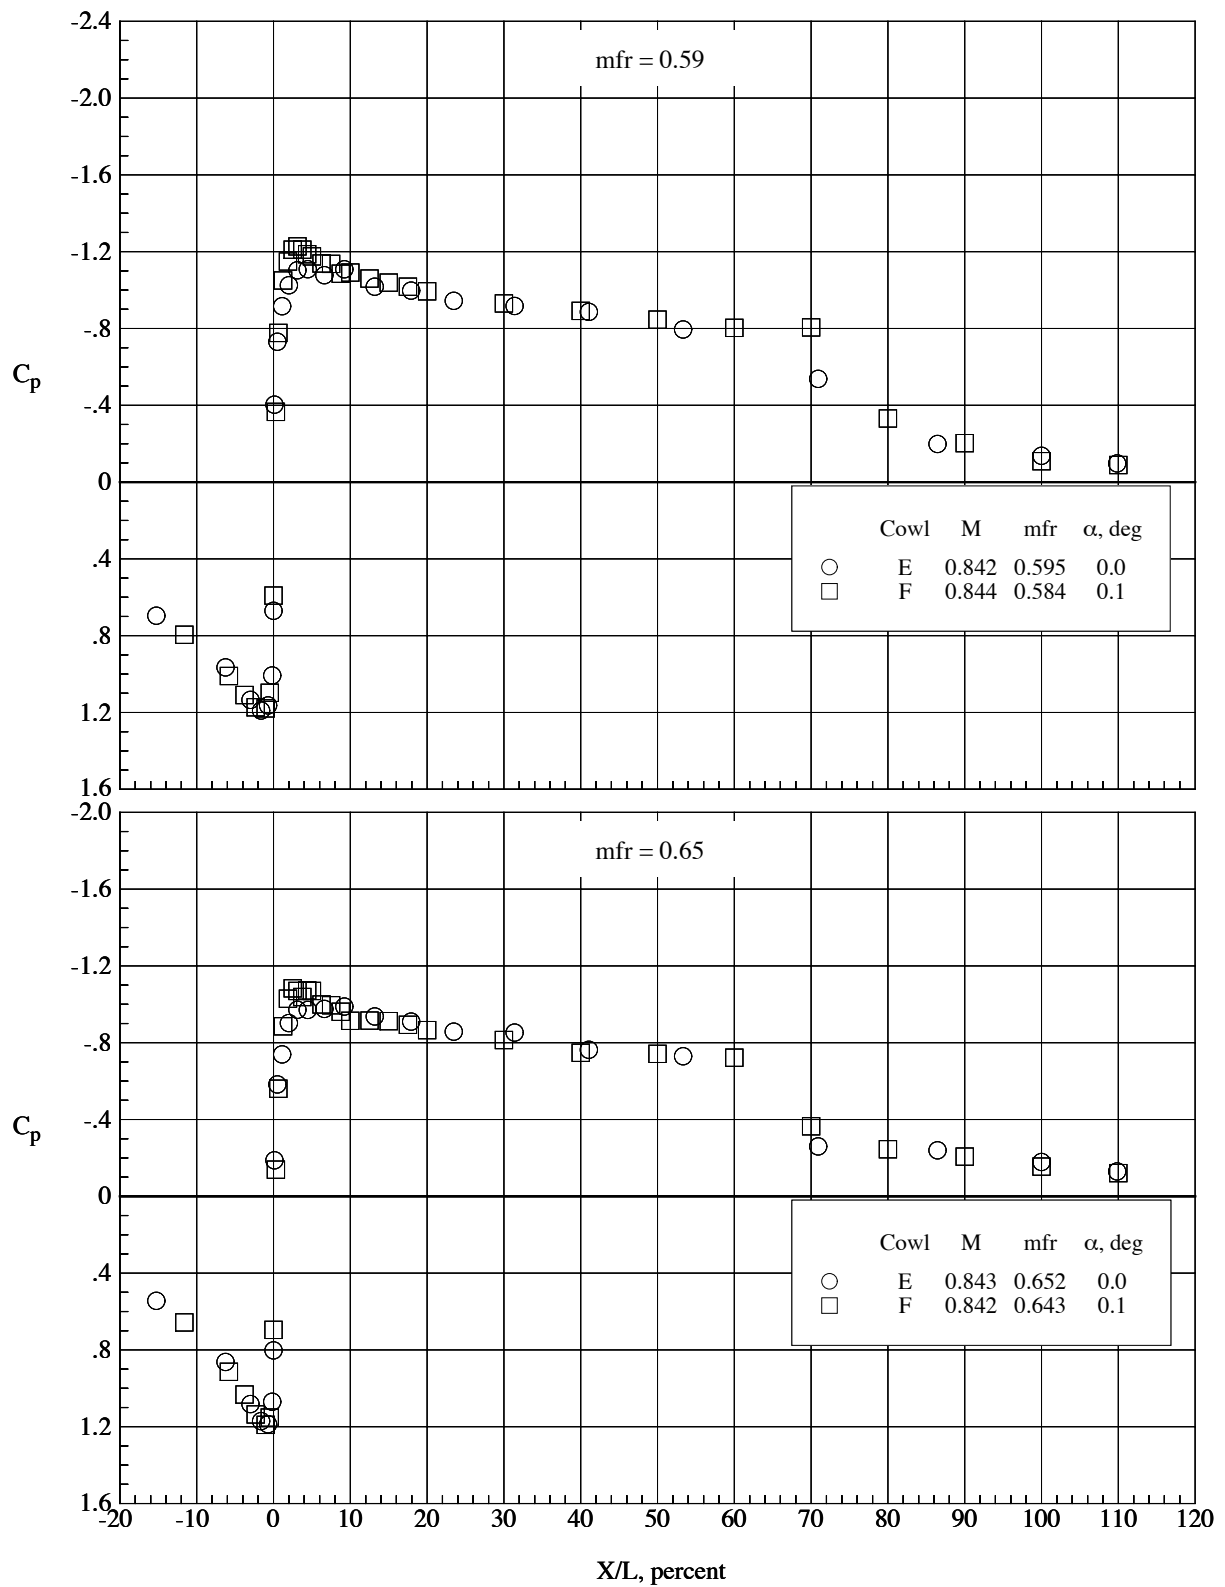 -2.4
mfr = 0.59
-2.0
-1.6
-1.2
-.8
Cp
-.4
0
Cowl M mfr α, deg
.4
E 0.842 0.595 0.0
F 0.844 0.584 0.1
.8
1.2
1.6
-2.0
mfr = 0.65
-1.6
-1.2
-.8
Cp
-.4
0
Cowl M mfr α, deg
.4
E 0.843 0.652 0.0
F 0.842 0.643 0.1
.8
1.2
1.6
-20 -10 0 10 20 30 40 50 60 70 80 90 100 110 120
X/L, percent